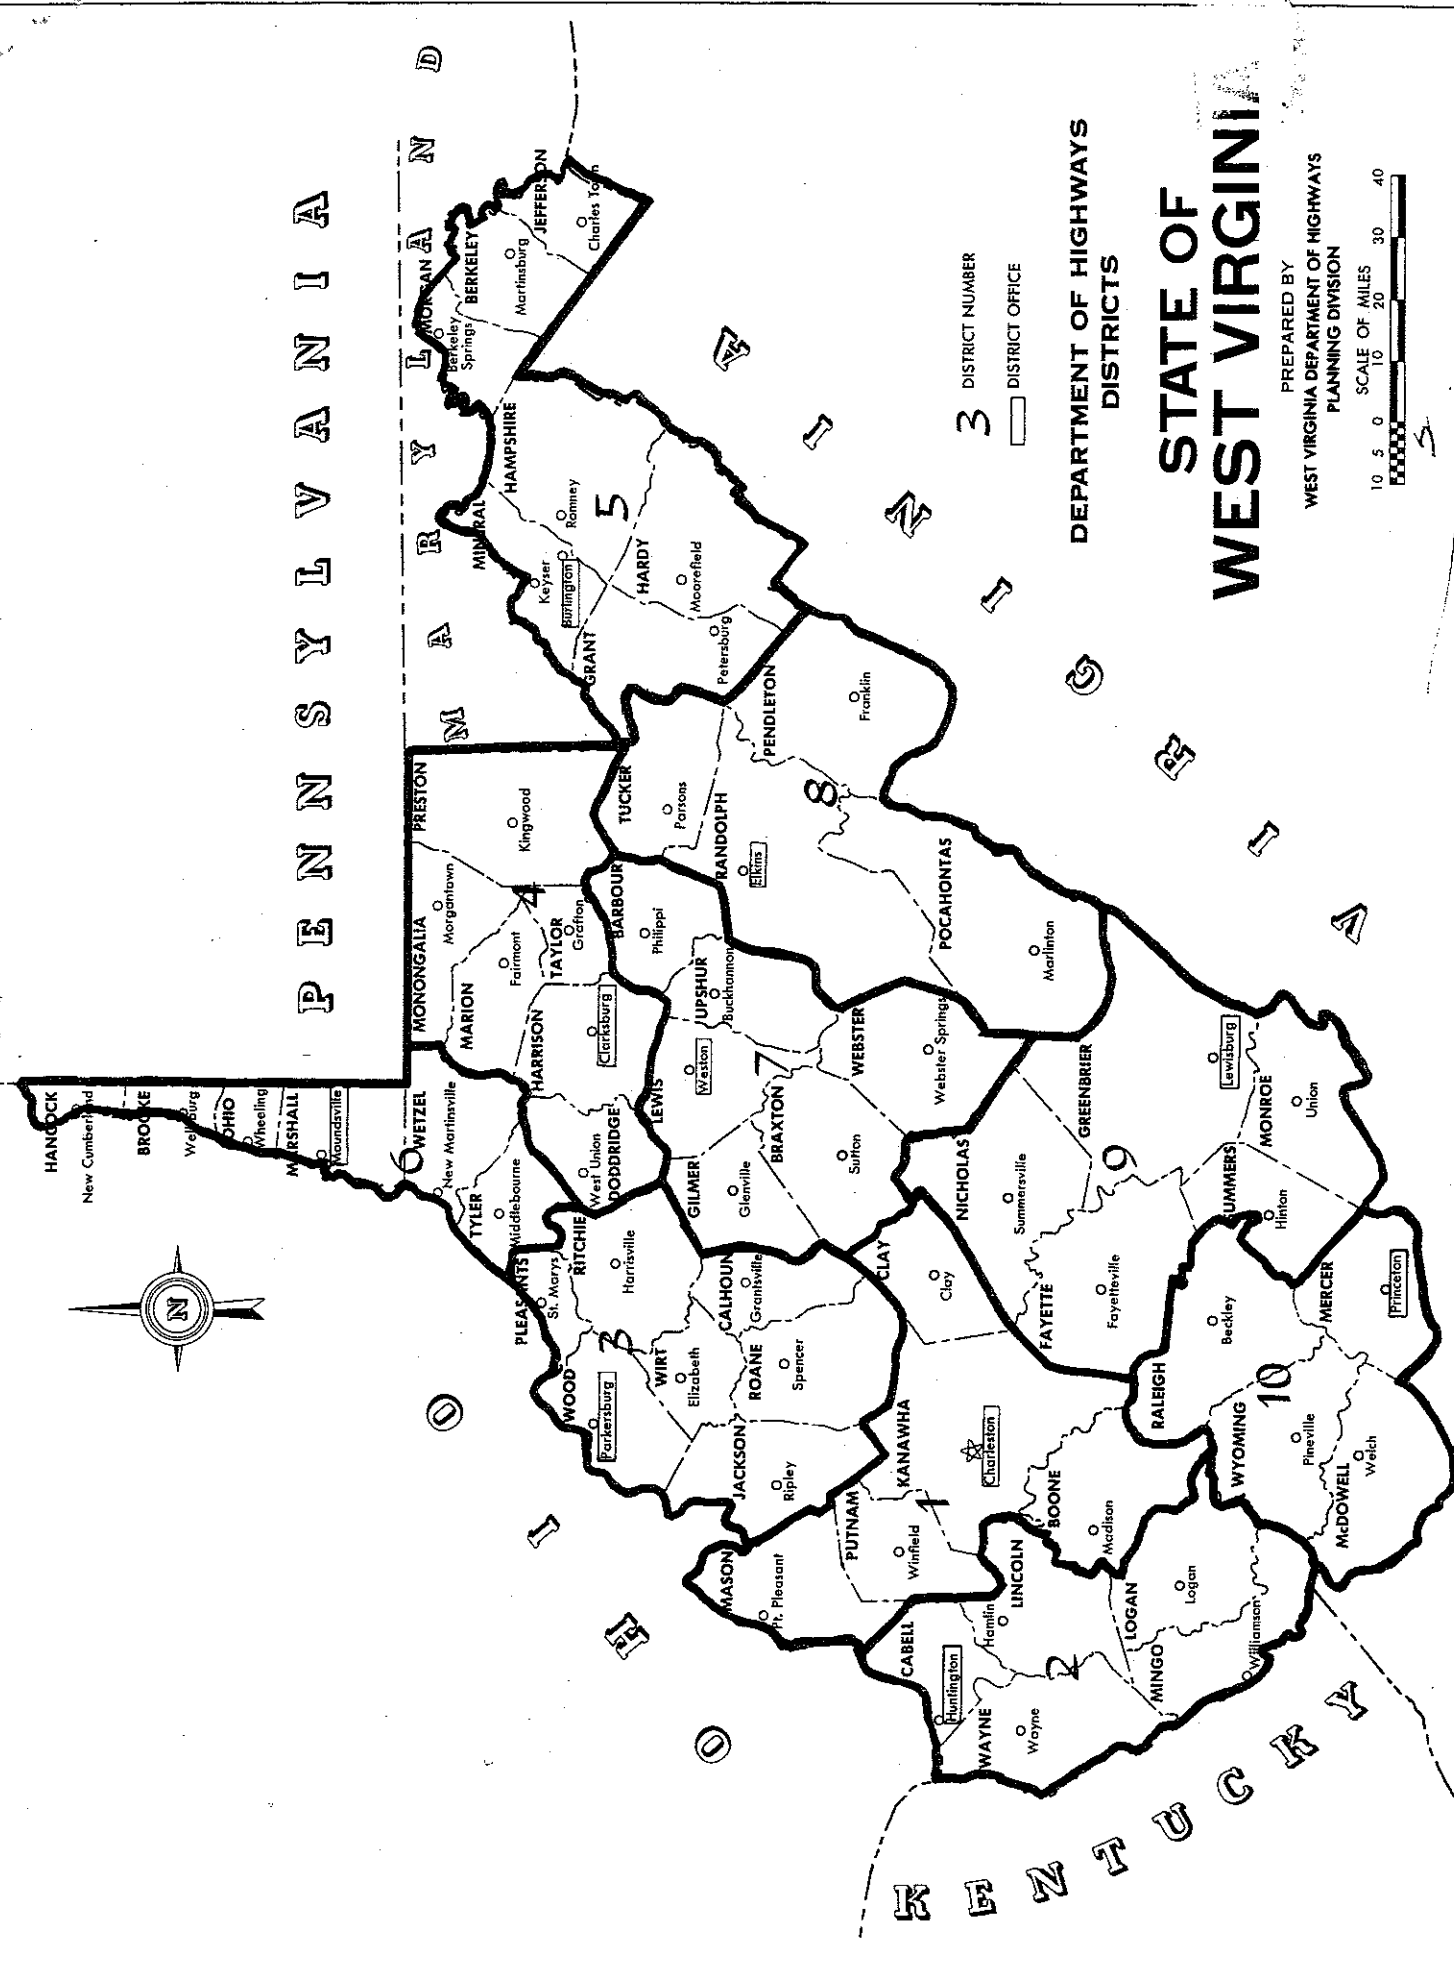 PENNSYLVANIA
MARYLAND
OHIO
KENTUCKY
VIRGINIA
N
HANCOCK
New Cumberland
BROOKE
Wellsburg
OHIO
Wheeling
MARSHALL
Moundsville
6
WETZEL
New Martinsville
TYLER
Middlebourne
PLEASANTS
St. Marys
RITCHIE
Harrisville
WOOD
Parkersburg
3
WIRT
Elizabeth
CALHOUN
Grantsville
ROANE
Spencer
JACKSON
Ripley
MONONGALIA
Morgantown
PRESTON
Kingwood
MARION
Fairmont
4
TAYLOR
Grafton
HARRISON
Clarksburg
DODDRIDGE
West Union
MORGAN
Berkeley
Springs
BERKELEY
Martinsburg
JEFFERSON
Charles Town
HAMPSHIRE
Romney
5
MINERAL
Keyser
Burlington
GRANT
Petersburg
HARDY
Moorefield
TUCKER
Parsons
RANDOLPH
Elkins
8
PENDLETON
Franklin
POCAHONTAS
Marlinton
BARBOUR
Philippi
UPSHUR
Buckhannon
LEWIS
Weston
7
GILMER
Glenville
BRAXTON
Sutton
WEBSTER
Webster Springs
MASON
Pt. Pleasant
PUTNAM
Winfield
1
KANAWHA
Charleston
CLAY
Clay
BOONE
Madison
CABELL
Huntington
WAYNE
Wayne
2
LINCOLN
Hamlin
LOGAN
Logan
MINGO
Williamson
NICHOLAS
Summersville
GREENBRIER
Lewisburg
9
FAYETTE
Fayetteville
SUMMERS
Hinton
MONROE
Union
RALEIGH
Beckley
10
WYOMING
Pineville
McDOWELL
Welch
MERCER
Princeton
3 DISTRICT NUMBER
DISTRICT OFFICE
DEPARTMENT OF HIGHWAYS
DISTRICTS
STATE OF
WEST VIRGINIA
PREPARED BY
WEST VIRGINIA DEPARTMENT OF HIGHWAYS
PLANNING DIVISION
SCALE OF MILES
10 5 0 10 20 30 40